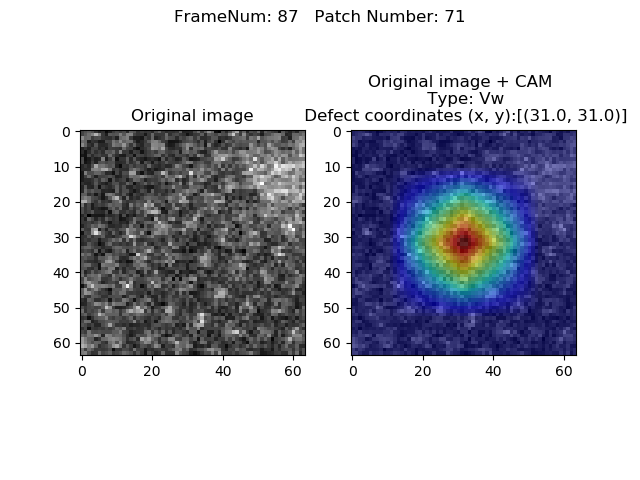 FrameNum: 87   Patch Number: 71
Original image
0
10
20
30
40
50
60
0 20 40 60
Original image + CAM
Type: Vw
Defect coordinates (x, y):[(31.0, 31.0)]
0
10
20
30
40
50
60
0 20 40 60